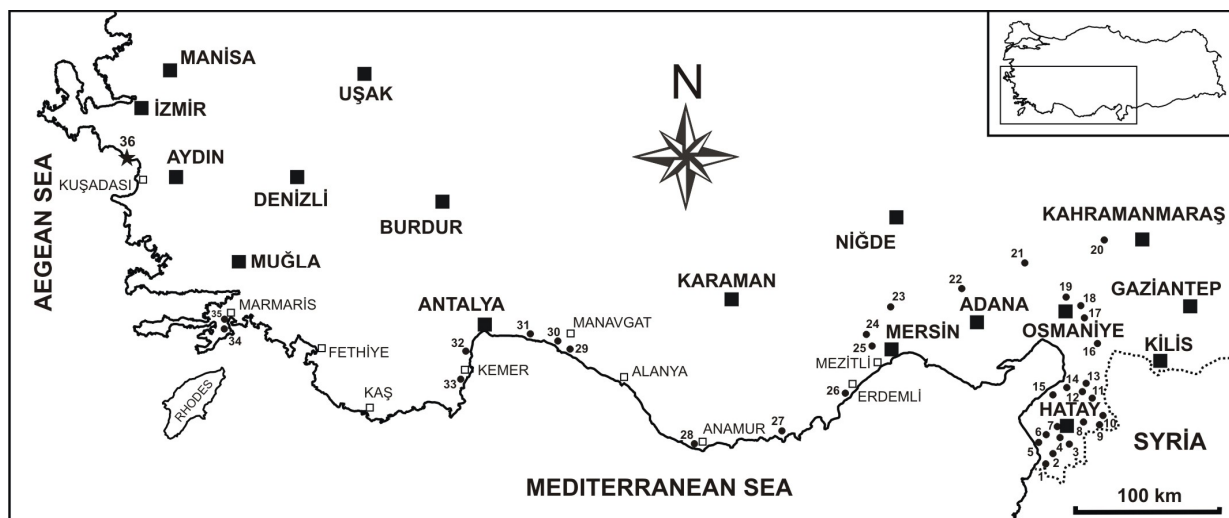 MANİSA
İZMİR
UŞAK
N
36
AYDIN
KUŞADASI
DENİZLİ
BURDUR
AEGEAN SEA
MUĞLA
MARMARİS
35
34
RHODES
FETHİYE
KAŞ
ANTALYA
32
KEMER
33
31
30
MANAVGAT
29
ALANYA
KARAMAN
NİĞDE
28
ANAMUR
27
MEDITERRANEAN SEA
KAHRAMANMARAŞ
20
21
22
23
ADANA
24
MERSİN
25
MEZİTLİ
26
ERDEMLİ
19
18
17
OSMANİYE
GAZİANTEP
16
KİLİS
15
14
13
12
11
HATAY
10
9
8
7
6
5
4
3
2
1
SYRİA
100 km